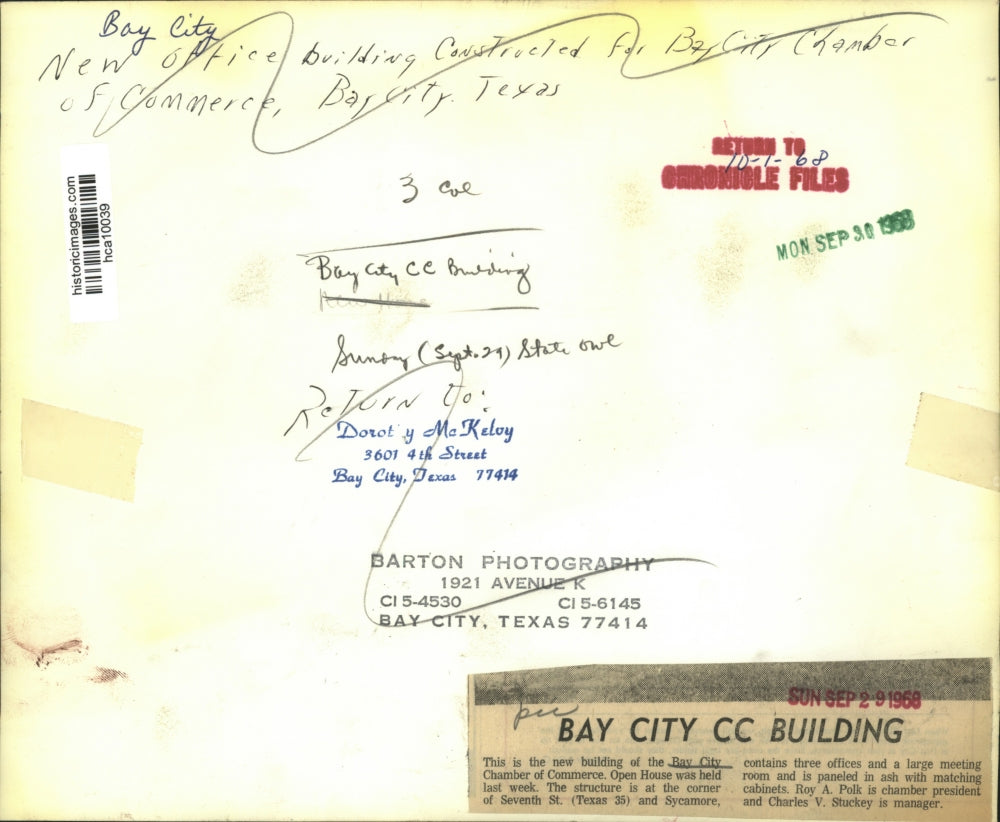 Bay City
New office building Constructed for Bay City Chamber
of Commerce, Bay City, Texas
RETURN TO
10-1-68
CHRONICLE FILES
historicimages.com
hca10039
3 col
MON SEP 30 1968
Bay City CC Building
Sunday (Sept. 29) State owl
Return to:
Dorot y McKelvy
3601 4th Street
Bay City, Texas 77414
BARTON PHOTOGRAPHY
1921 AVENUE K
CI 5-4530 CI 5-6145
BAY CITY, TEXAS 77414
SUN SEP 29 1968
BAY CITY CC BUILDING
This is the new building of the Bay City
Chamber of Commerce. Open House was held
last week. The structure is at the corner
of Seventh St. (Texas 35) and Sycamore,
contains three offices and a large meeting
room and is paneled in ash with matching
cabinets. Roy A. Polk is chamber president
and Charles V. Stuckey is manager.